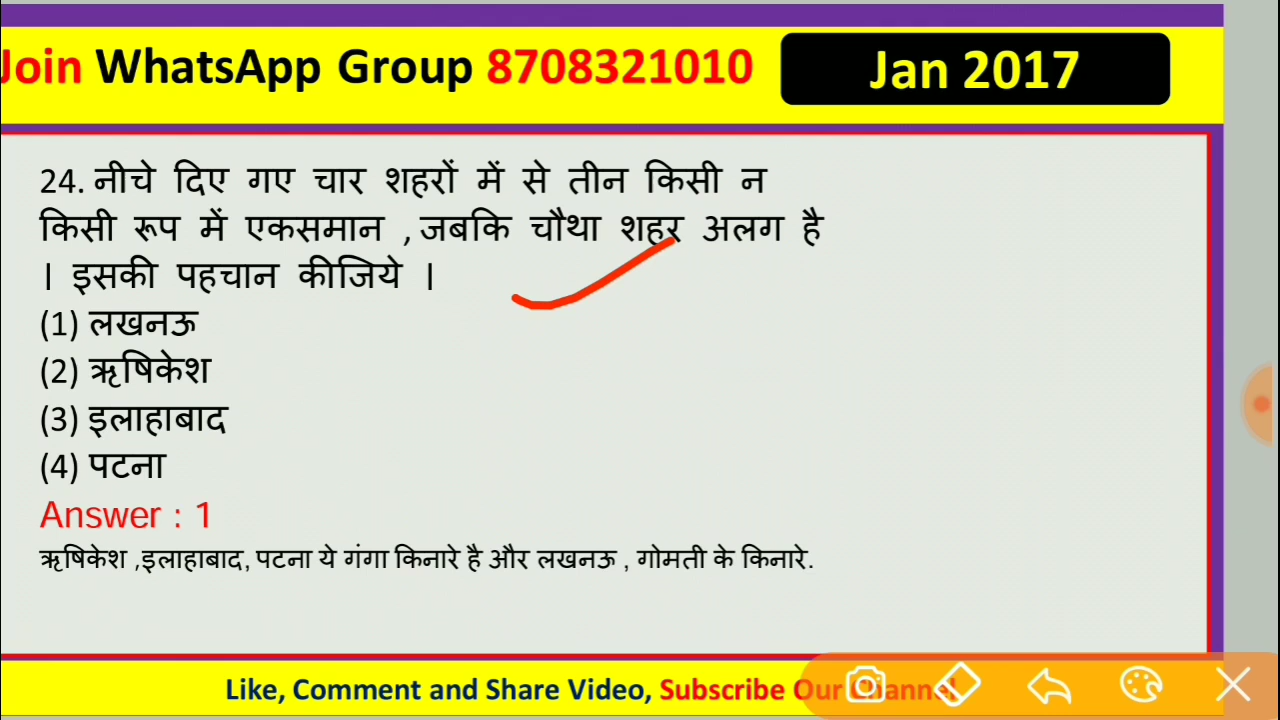 Join WhatsApp Group 8708321010
Jan 2017
24. नीचे दिए गए चार शहरों में से तीन किसी न
किसी रूप में एकसमान , जबकि चौथा शहर अलग है
। इसकी पहचान कीजिये ।
(1) लखनऊ
(2) ऋषिकेश
(3) इलाहाबाद
(4) पटना
Answer : 1
ऋषिकेश ,इलाहाबाद, पटना ये गंगा किनारे है और लखनऊ , गोमती के किनारे.
Like, Comment and Share Video, Subscribe Our Channel